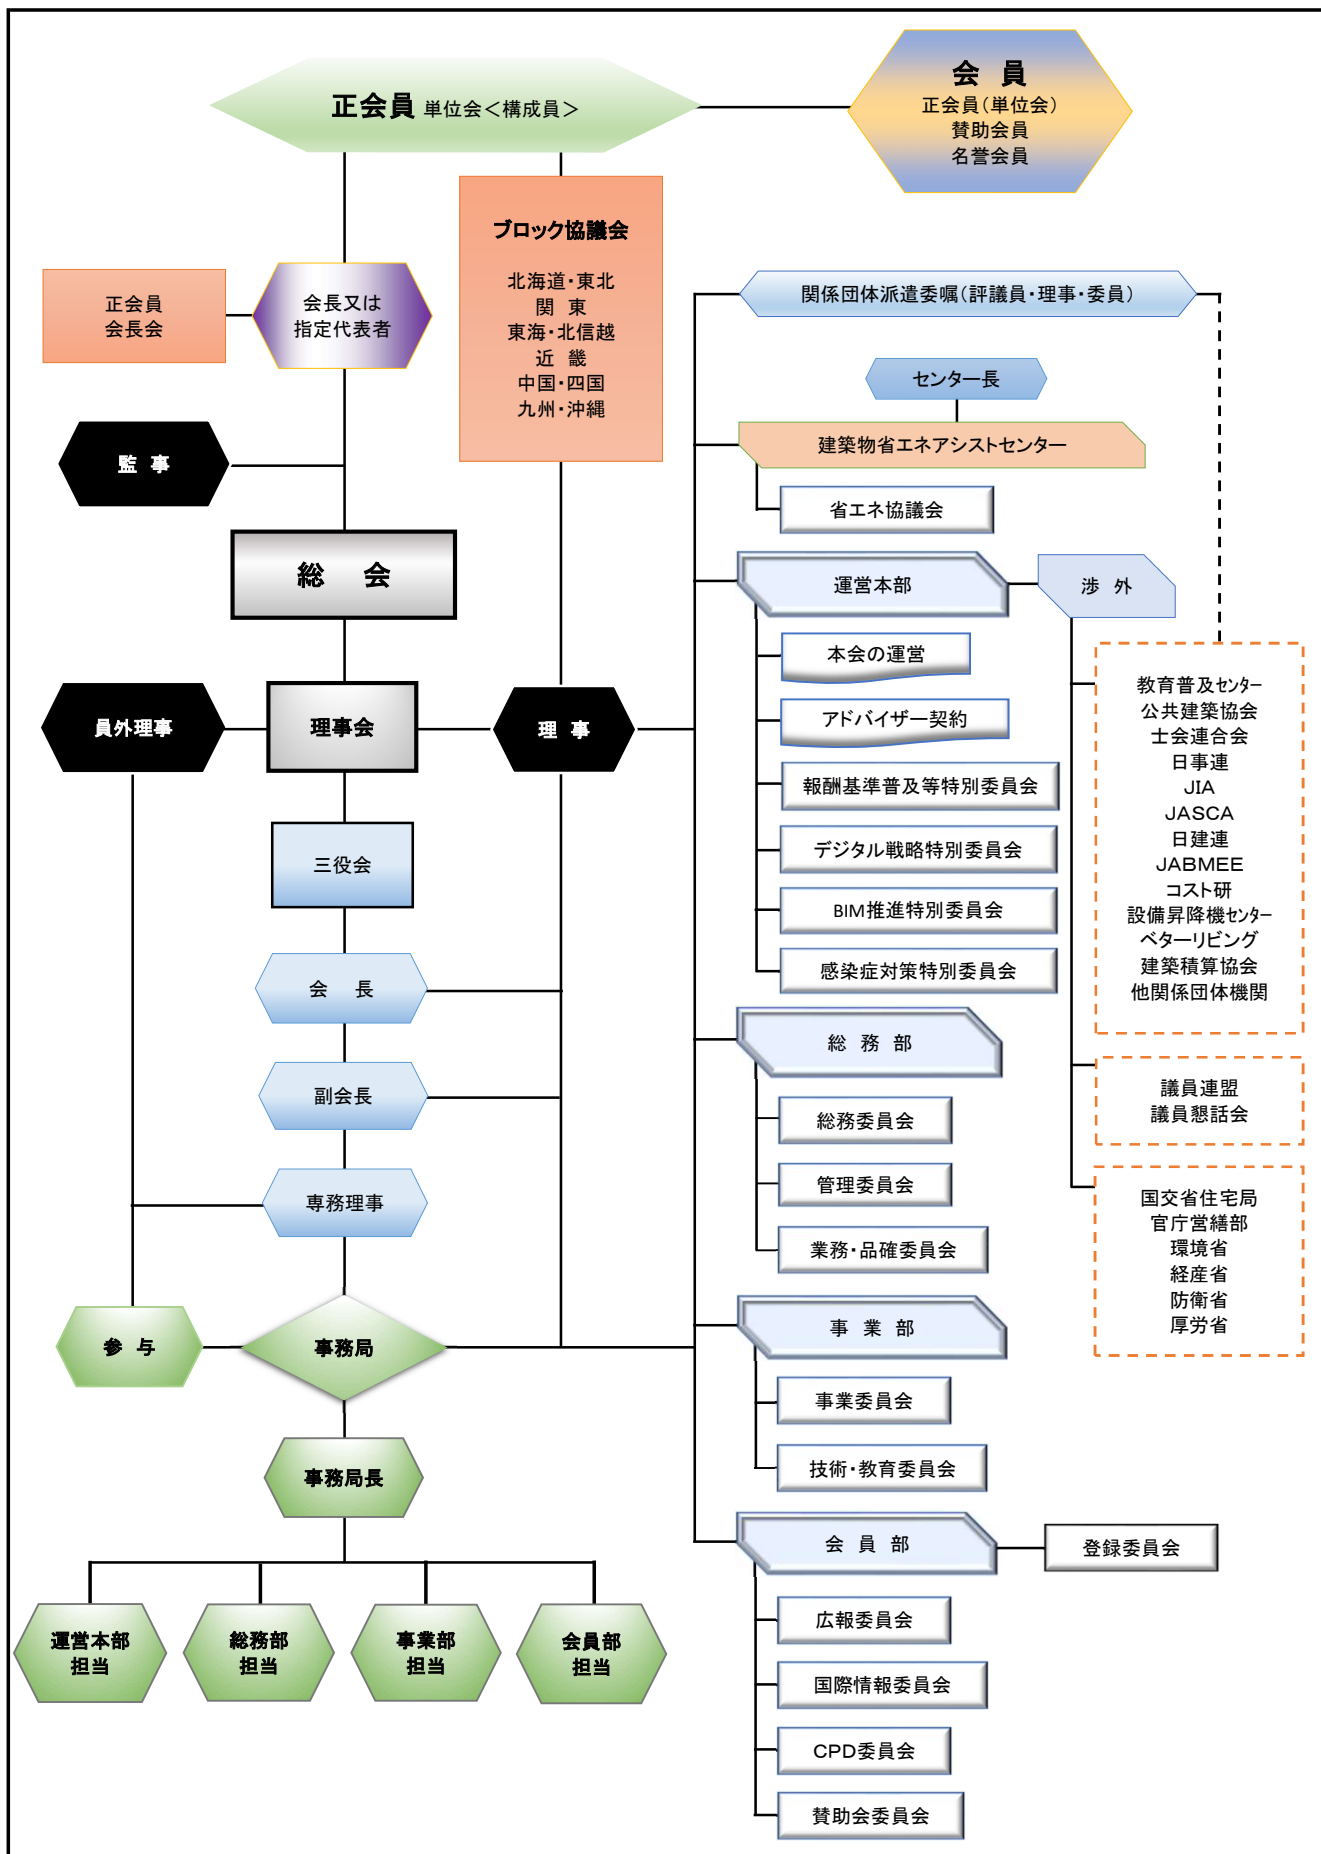 会　員
正会員（単位会）
賛助会員
名誉会員
正会員 単位会＜構成員＞
ブロック協議会
北海道・東北
関　東
東海・北信越
近　畿
中国・四国
九州・沖縄
正会員
会長会
会長又は
指定代表者
監　事
総　会
員外理事
理事会
理　事
三役会
会　長
副会長
専務理事
参　与
事務局
事務局長
運営本部
担当
総務部
担当
事業部
担当
会員部
担当
関係団体派遣委嘱（評議員・理事・委員）
センター長
建築物省エネアシストセンター
省エネ協議会
運営本部
渉　外
本会の運営
アドバイザー契約
報酬基準普及等特別委員会
デジタル戦略特別委員会
BIM推進特別委員会
感染症対策特別委員会
教育普及センター
公共建築協会
士会連合会
日事連
JIA
JASCA
日建連
JABMEE
コスト研
設備昇降機センター
ベターリビング
建築積算協会
他関係団体機関
議員連盟
議員懇話会
国交省住宅局
官庁営繕部
環境省
経産省
防衛省
厚労省
総　務　部
総務委員会
管理委員会
業務・品確委員会
事　業　部
事業委員会
技術・教育委員会
会　員　部
登録委員会
広報委員会
国際情報委員会
CPD委員会
賛助会委員会